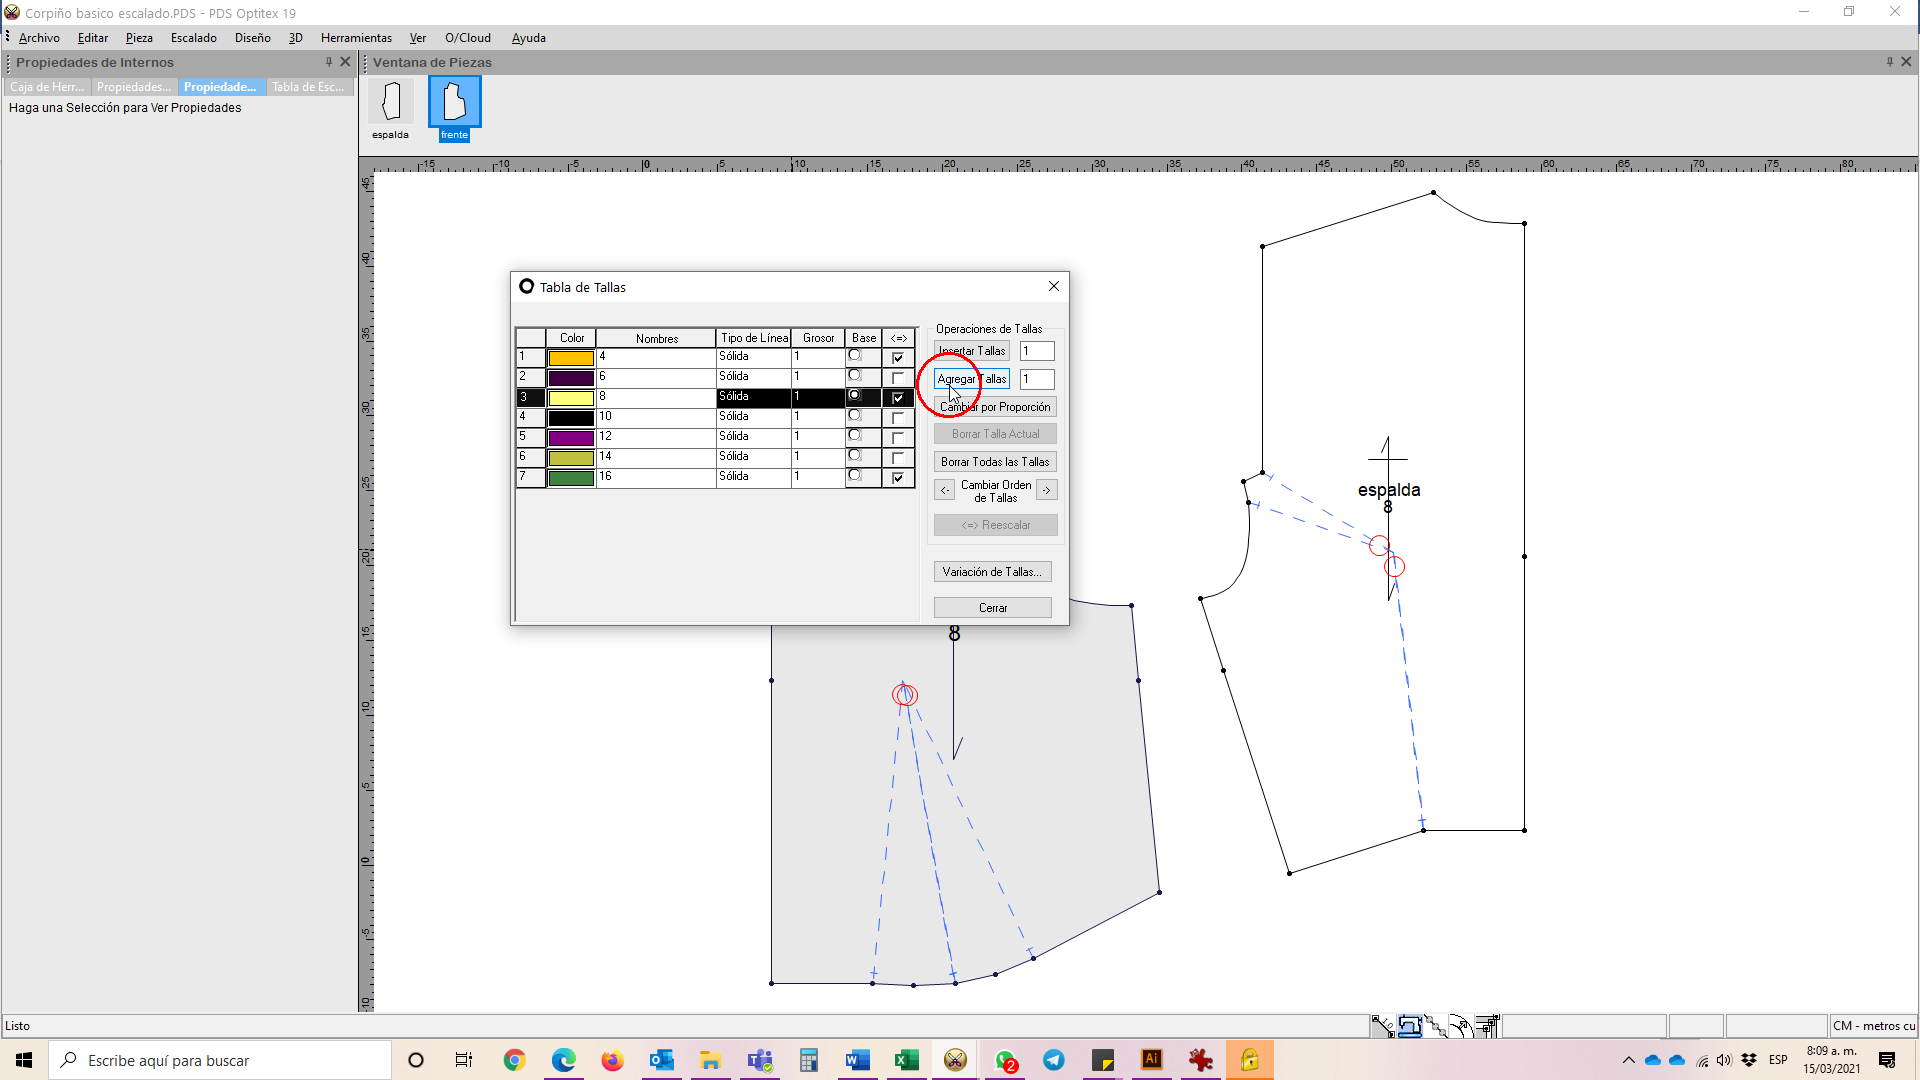 Corpiño basico escalado.PDS - PDS Optitex 19
Archivo Editar Pieza Escalado Diseño 3D Herramientas Ver O/Cloud Ayuda
Propiedades de Internos
Caja de Herr... Propiedades... Propiedade... Tabla de Esc...
Haga una Selección para Ver Propiedades
Ventana de Piezas
espalda
frente
-15 -10 -5 0 5 10 15 20 25 30 35 40 45 50 55 60 65 70 75 80
45
40
35
30
25
20
15
10
5
0
-5
-10
Tabla de Tallas
Color Nombres Tipo de Línea Grosor Base <=>
1 4 Sólida 1
2 6 Sólida 1
3 8 Sólida 1
4 10 Sólida 1
5 12 Sólida 1
6 14 Sólida 1
7 16 Sólida 1
Operaciones de Tallas
Insertar Tallas 1
Agregar Tallas 1
Cambiar por Proporción
Borrar Talla Actual
Borrar Todas las Tallas
<- Cambiar Orden de Tallas ->
<=> Reescalar
Variación de Tallas...
Cerrar
8
espalda
8
Listo
CM - metros cu
Escribe aquí para buscar
2
ESP
8:09 a. m.
15/03/2021